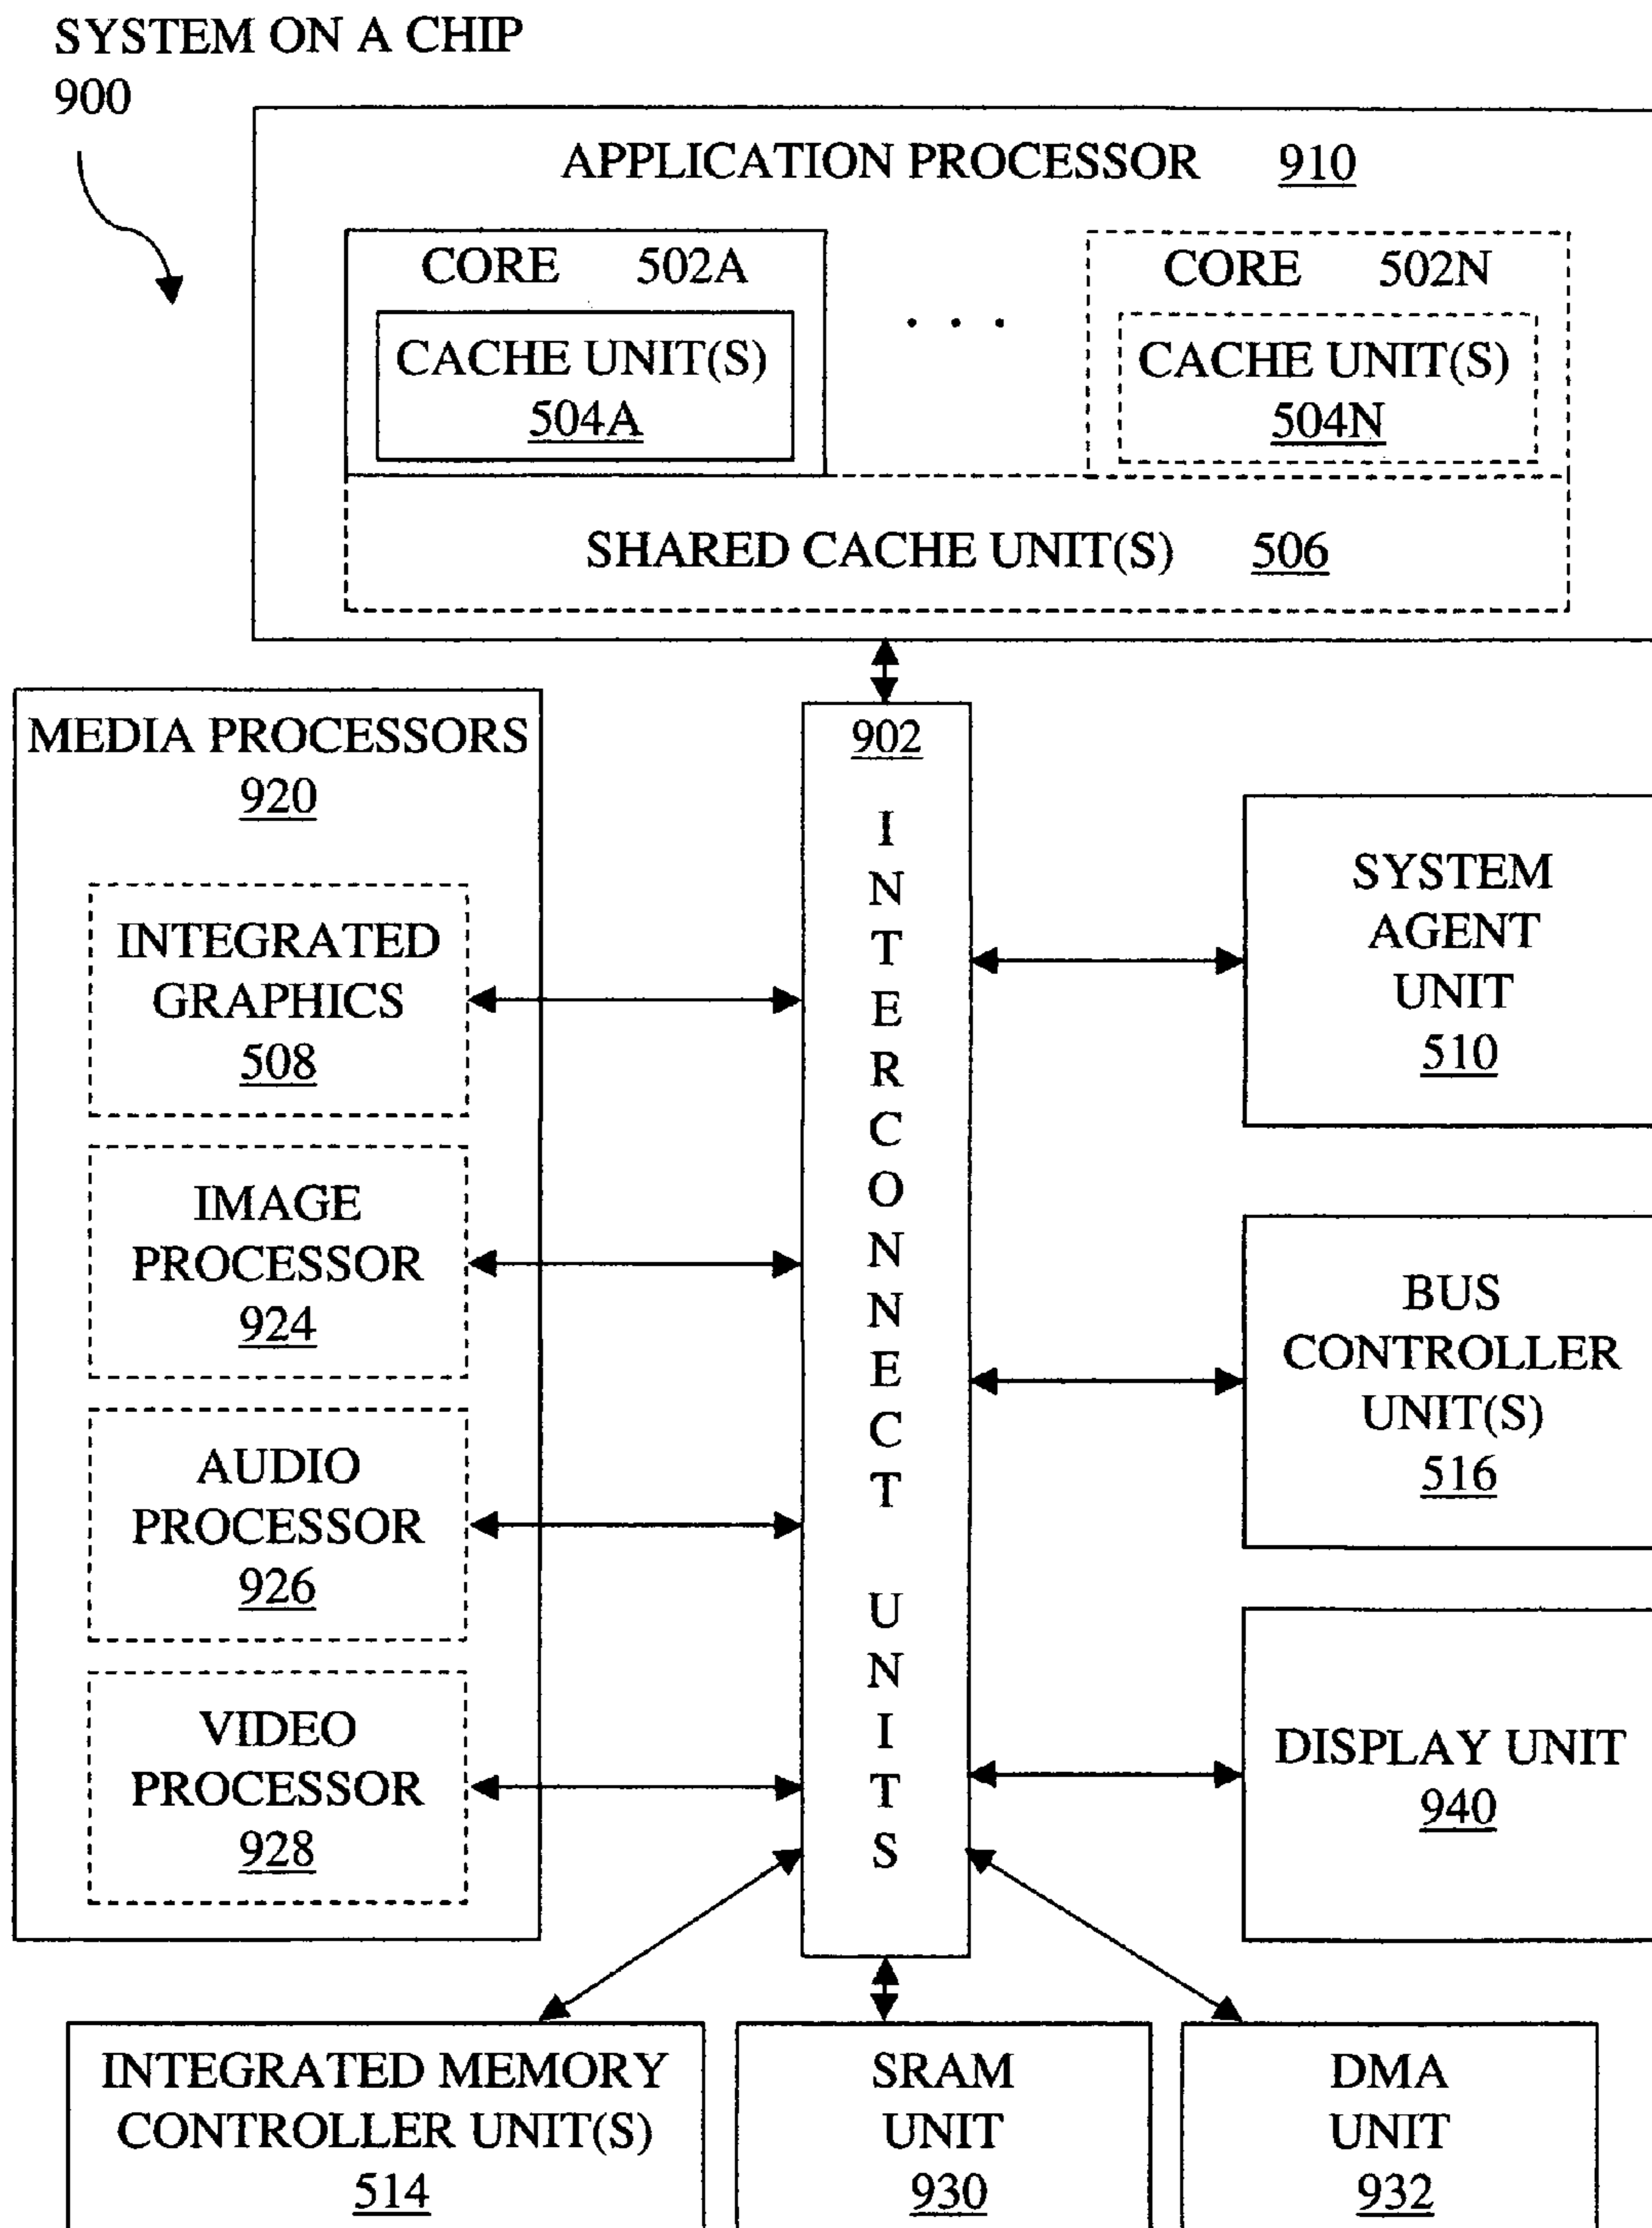 SYSTEM ON A CHIP
900
APPLICATION PROCESSOR 910
CORE 502A
CACHE UNIT(S)
504A
. . .
CORE 502N
CACHE UNIT(S)
504N
SHARED CACHE UNIT(S) 506
MEDIA PROCESSORS
920
INTEGRATED
GRAPHICS
508
IMAGE
PROCESSOR
924
AUDIO
PROCESSOR
926
VIDEO
PROCESSOR
928
902
INTERCONNECT UNITS
SYSTEM
AGENT
UNIT
510
BUS
CONTROLLER
UNIT(S)
516
DISPLAY UNIT
940
INTEGRATED MEMORY
CONTROLLER UNIT(S)
514
SRAM
UNIT
930
DMA
UNIT
932